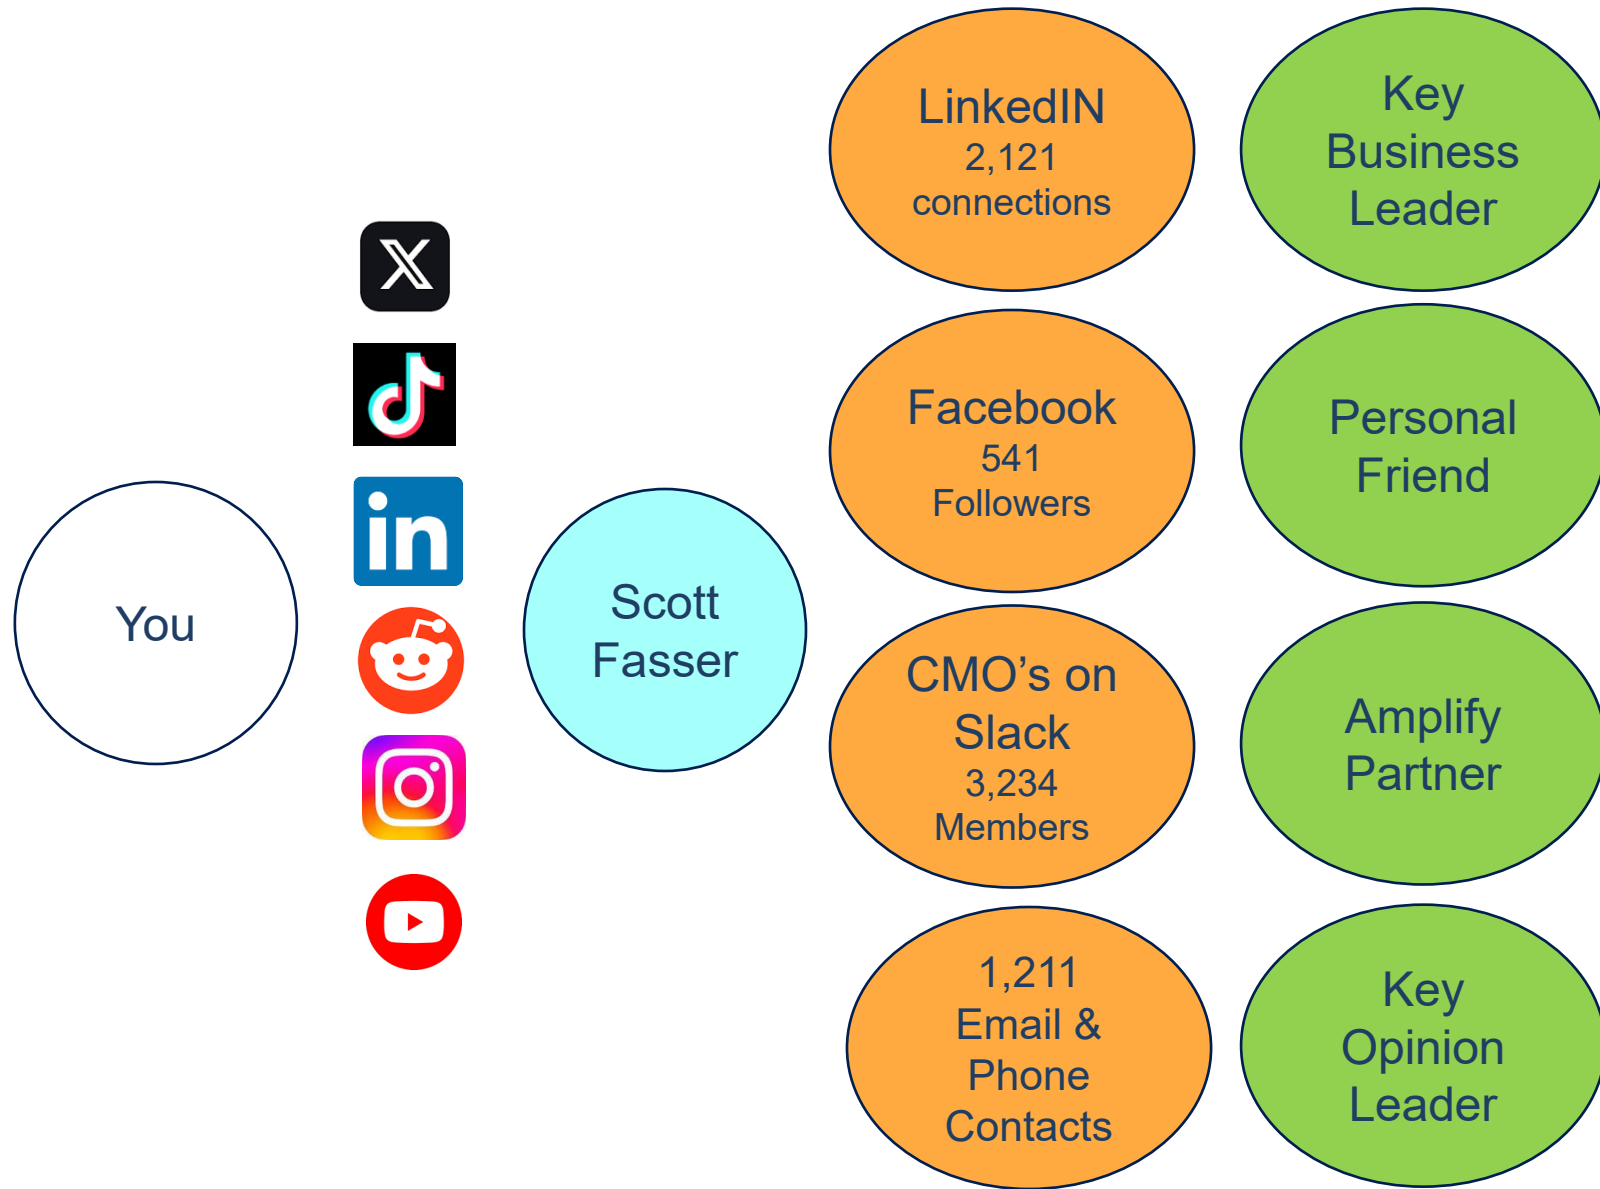 You
X
in
Scott
Fasser
LinkedIN
2,121
connections
Facebook
541
Followers
CMO’s on
Slack
3,234
Members
1,211
Email &
Phone
Contacts
Key
Business
Leader
Personal
Friend
Amplify
Partner
Key
Opinion
Leader